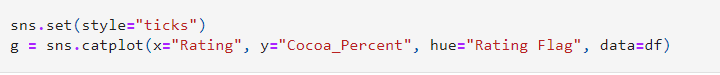 sns.set(style="ticks")
g = sns.catplot(x="Rating", y="Cocoa_Percent", hue="Rating Flag", data=df)